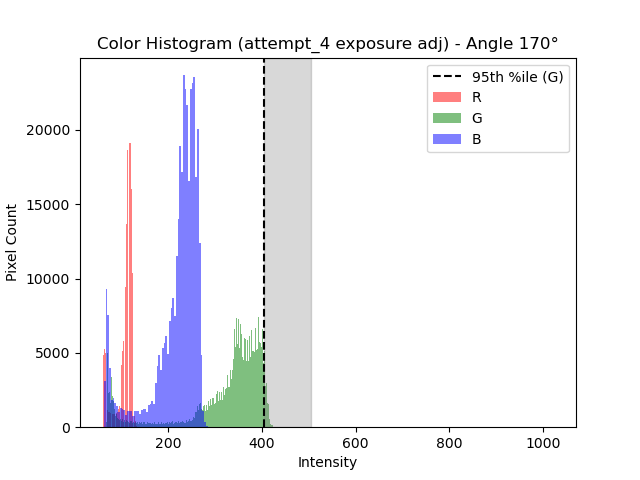 Color Histogram (attempt_4 exposure adj) - Angle 170°
95th %ile (G)
R
G
B
20000
15000
10000
5000
0
Pixel Count
200 400 600 800 1000
Intensity